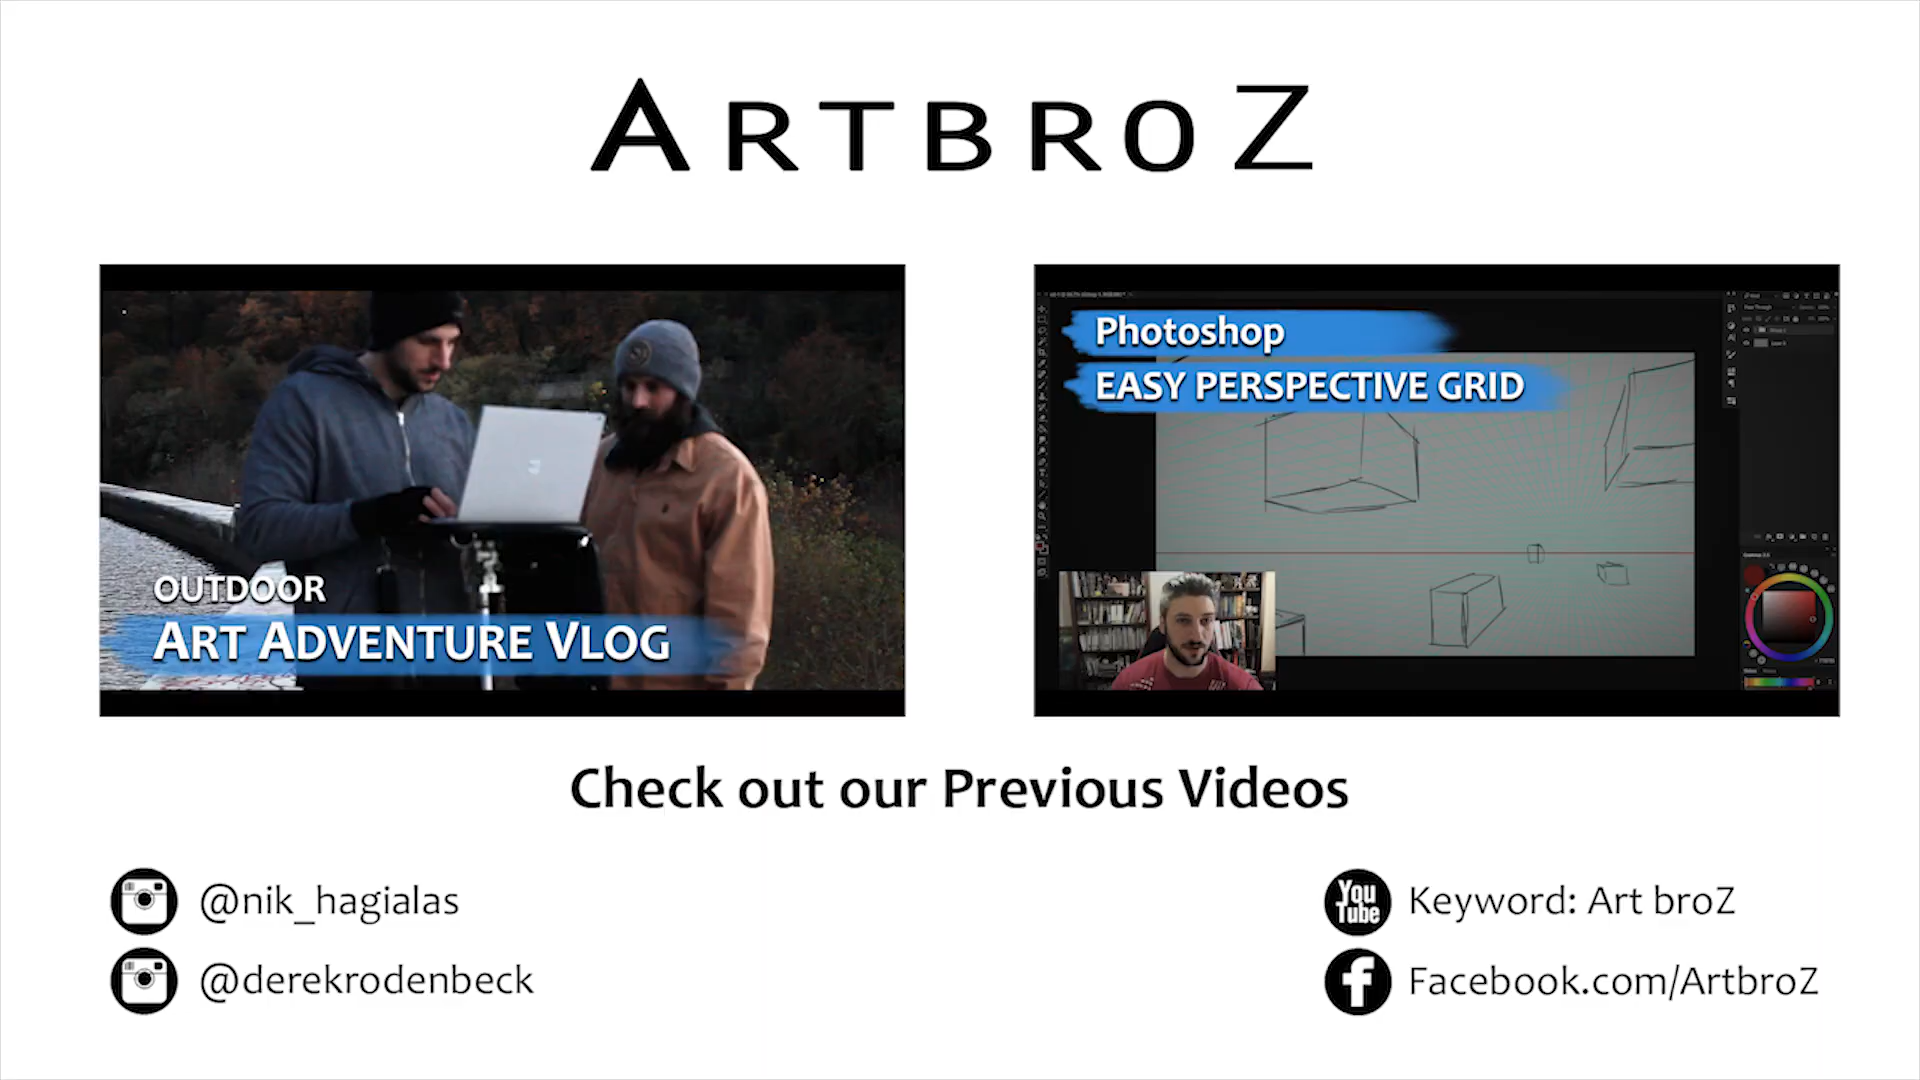 ARTBROZ
OUTDOOR
ART ADVENTURE VLOG
Photoshop
EASY PERSPECTIVE GRID
Check out our Previous Videos
@nik_hagialas
@derekrodenbeck
You
Tube
Keyword: Art broZ
Facebook.com/ArtbroZ